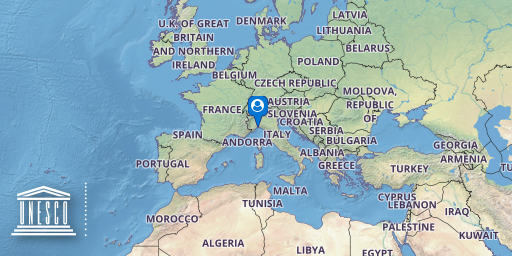 LATVIA
U.K. OF GREAT
BRITAIN
AND NORTHERN
IRELAND
DENMARK
LITHUANIA
BELARUS
POLAND
BELGIUM
CZECH REPUBLIC
MOLDOVA,
REPUBLIC
OF
FRANCE
AUSTRIA
SLOVENIA
CROATIA
SPAIN
ANDORRA
ITALY
SERBIA
BULGARIA
PORTUGAL
ALBANIA
GREECE
GEORGIA
ARMENIA
TURKEY
MALTA
CYPRUS
LEBANON
IRAQ
UNESCO
MOROCCO
TUNISIA
PALESTINE
KUWAIT
ALGERIA
LIBYA
EGYPT